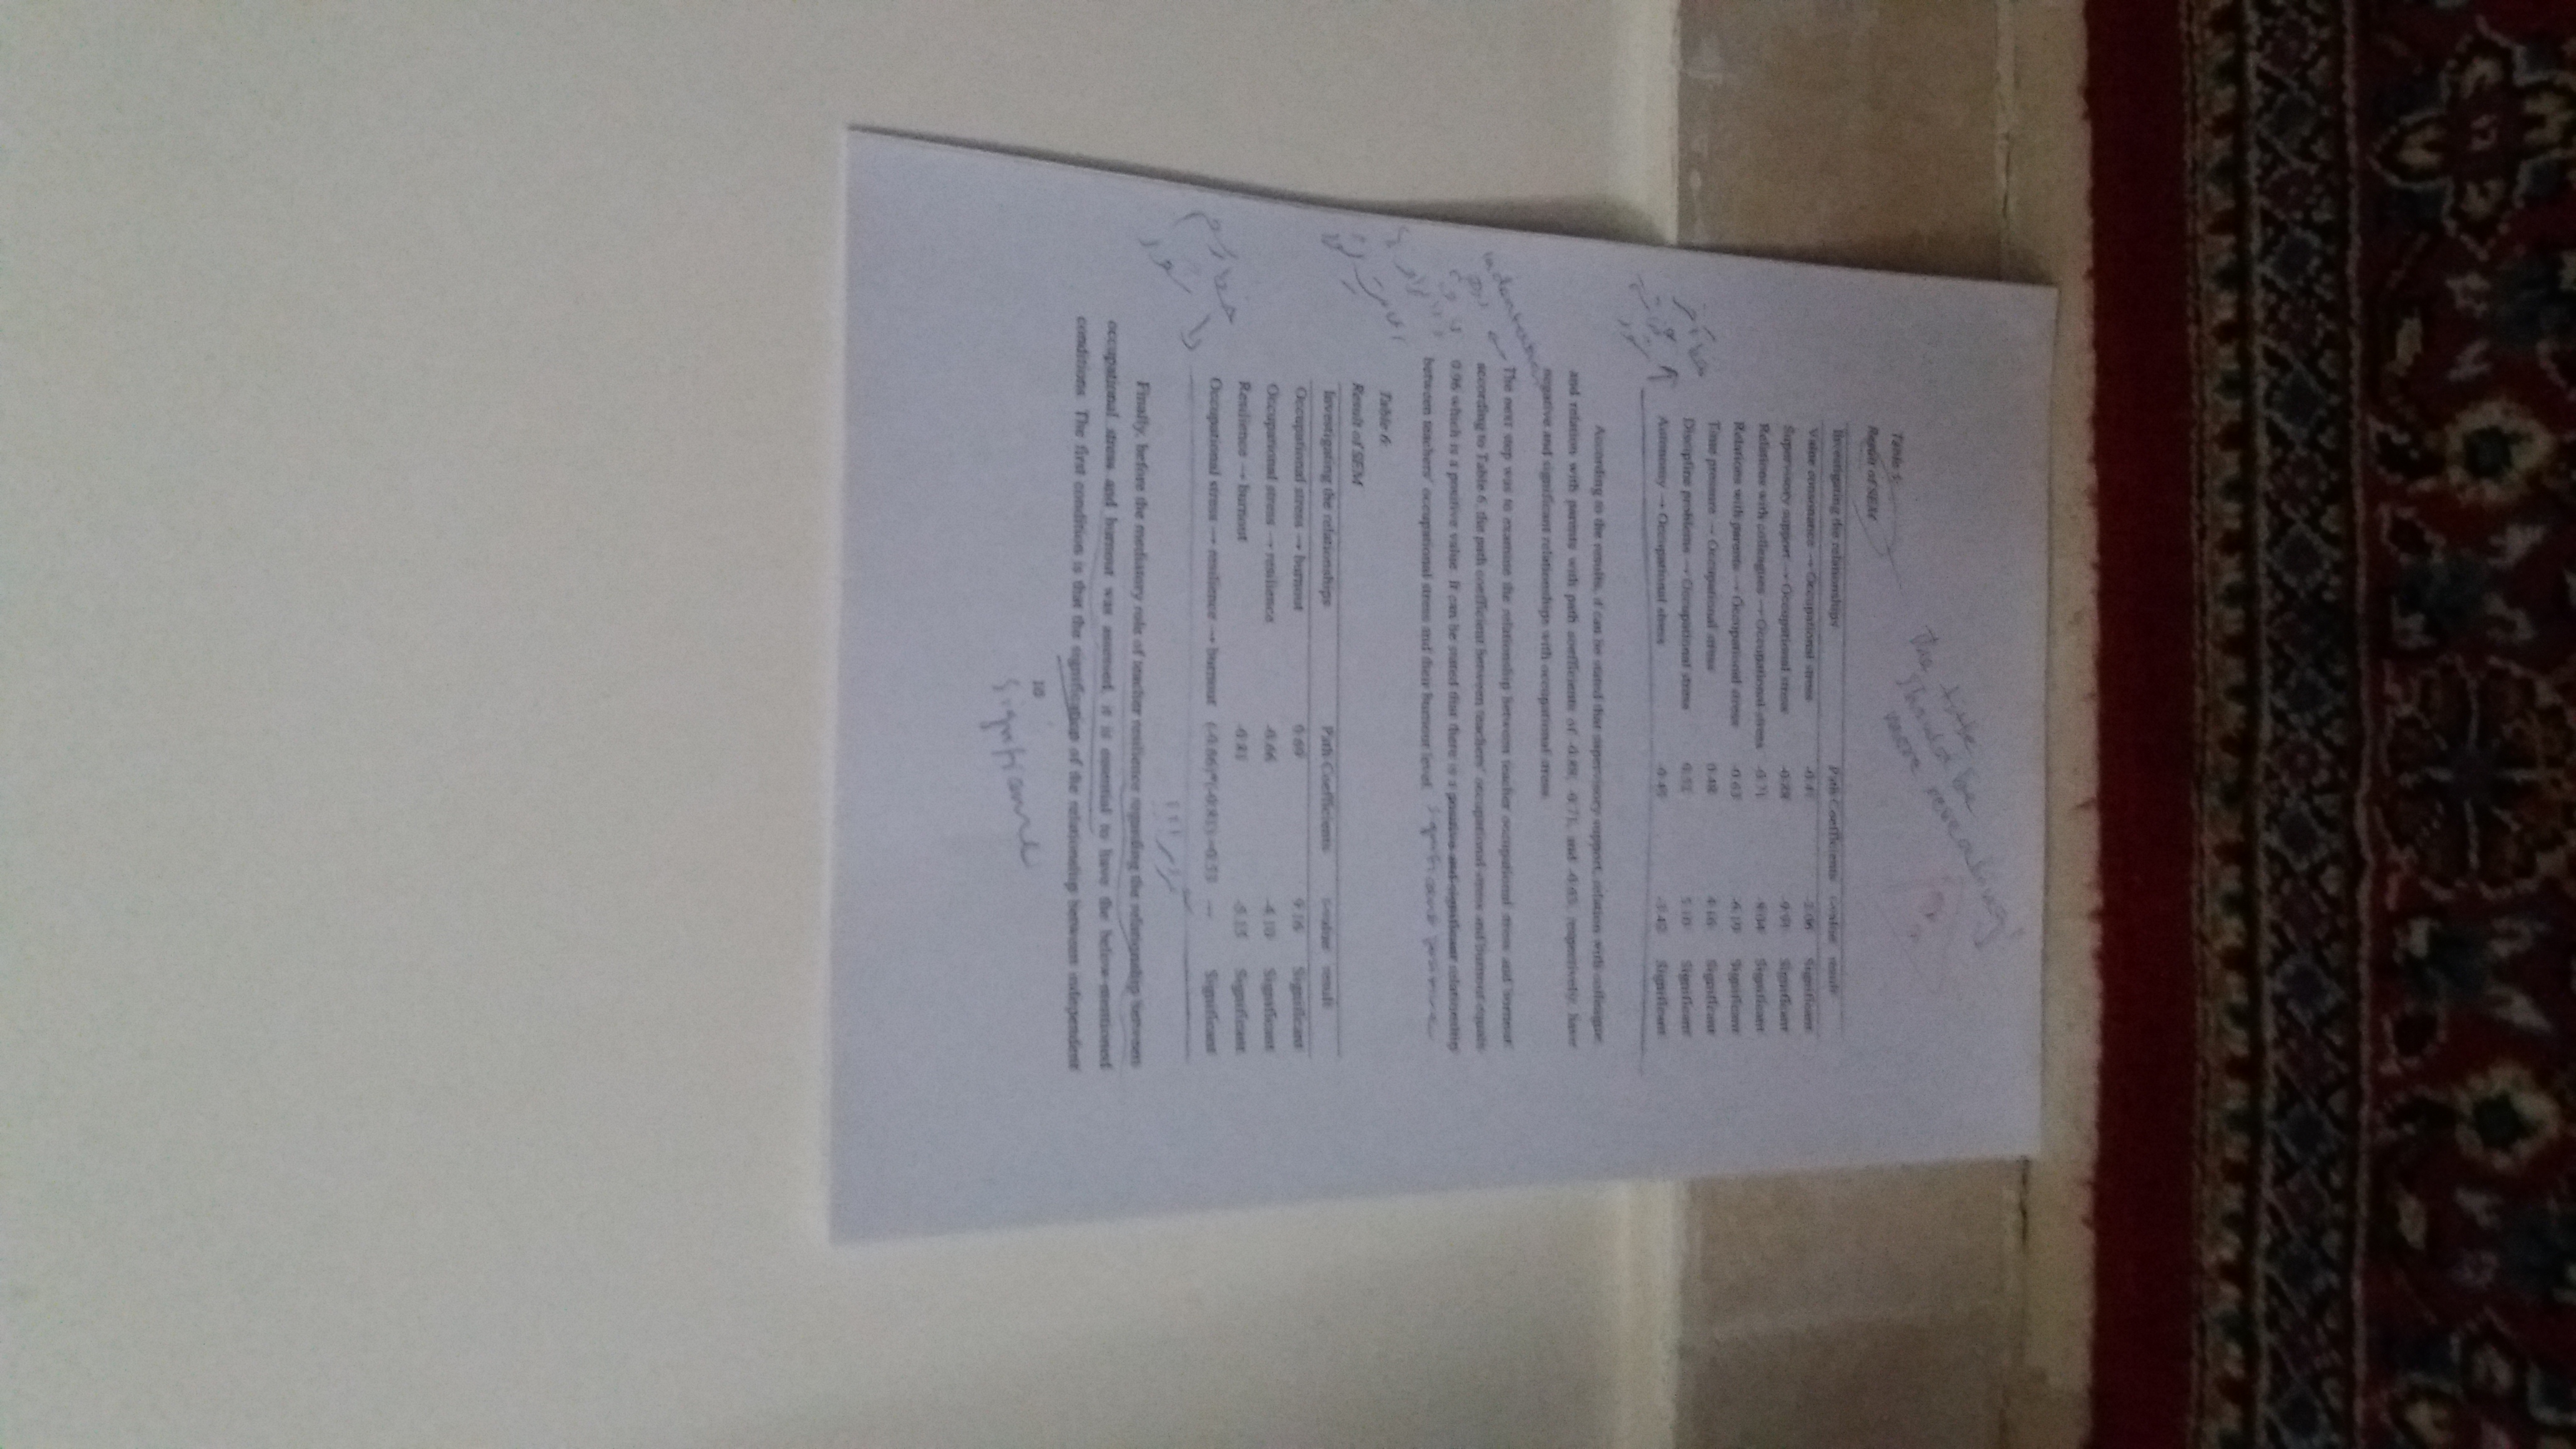 The title
should be
more revealing
Table 5:
Result of SEM
Investigating the relationships Path Coefficients t-value result
Value consonance → Occupational stress -0.41 -3.06 Significant
Supervisory support → Occupational stress -0.88 -9.91 Significant
Relations with colleagues → Occupational stress -0.71 -8.04 Significant
Relations with parents → Occupational stress -0.63 -6.19 Significant
Time pressure → Occupational stress 0.48 4.16 Significant
Discipline problems → Occupational stress 0.52 5.10 Significant
Autonomy → Occupational stress -0.45 -3.42 Significant
According to the results, it can be stated that supervisory support, relation with colleague,
and relation with parents with path coefficients of -0.88, -0.71, and -0.63, respectively, have
negative and significant relationships with occupational stress.
The next step was to examine the relationship between teacher occupational stress and burnout.
according to Table 6, the path coefficient between teachers' occupational stress and burnout equals
0.96 which is a positive value. It can be stated that there is a positive and significant relationship
between teachers' occupational stress and their burnout level.
Table 6:
Result of SEM
Investigating the relationships Path Coefficients t-value result
Occupational stress → burnout 0.89 9.16 Significant
Occupational stress → resilience -0.66 -4.10 Significant
Resilience → burnout -0.81 -5.15 Significant
Occupational stress → resilience → burnout (-0.66)*(-0.81)=0.53 — Significant
Finally, before the mediatory role of teacher resilience regarding the relationship between
occupational stress and burnout was assessed, it is essential to have the below-mentioned
conditions. The first condition is that the signification of the relationship between independent
10
Significance